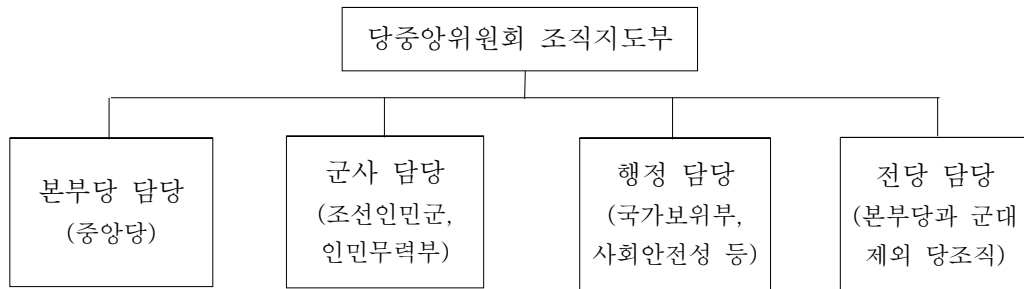 당중앙위원회 조직지도부
본부당 담당
(중앙당)
군사 담당
(조선인민군,
인민무력부)
행정 담당
(국가보위부,
사회안전성 등)
전당 담당
(본부당과 군대
제외 당조직)